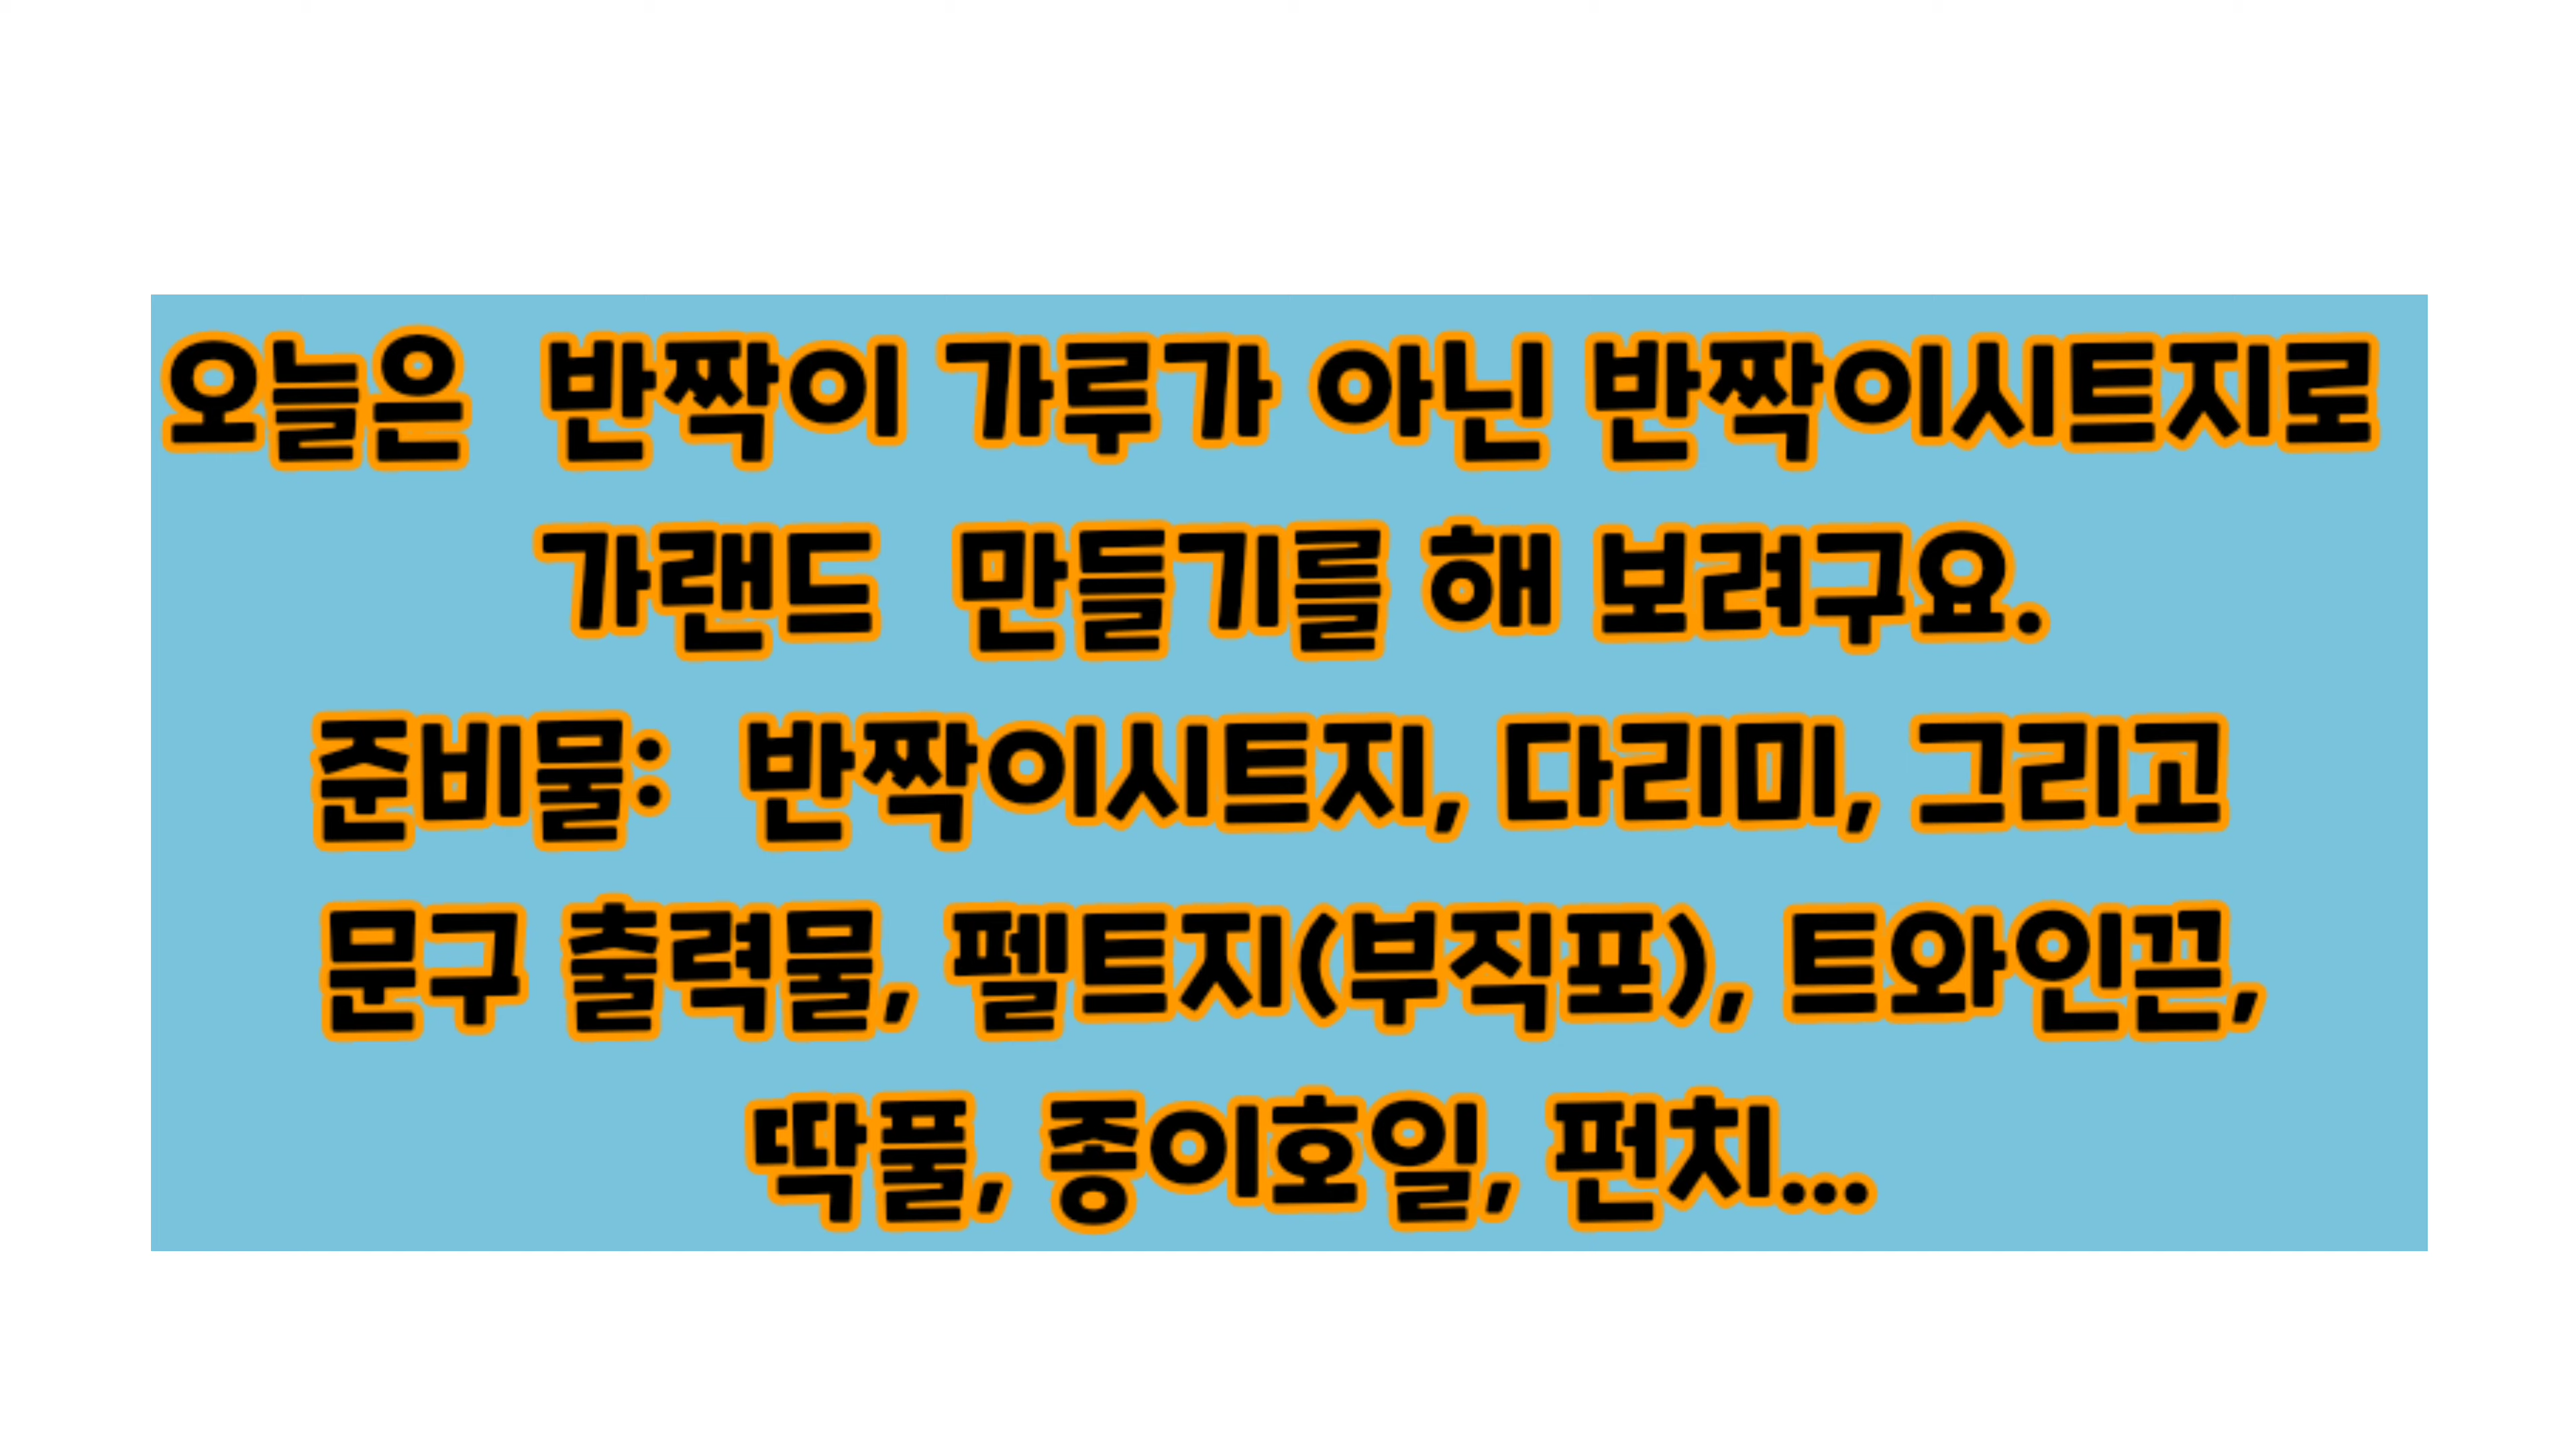 오늘은 반짝이 가루가 아닌 반짝이시트지로
가랜드 만들기를 해 보려구요.
준비물: 반짝이시트지, 다리미, 그리고
문구 출력물, 펠트지(부직포), 트와인끈,
딱풀, 종이호일, 펀치...